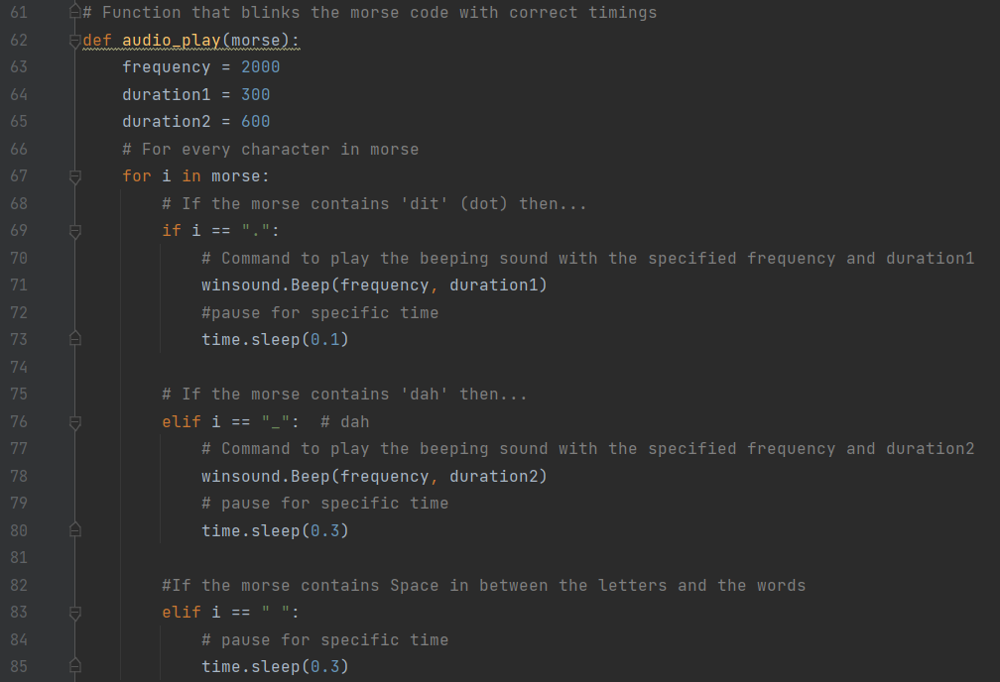 61 # Function that blinks the morse code with correct timings
62 def audio_play(morse):
63     frequency = 2000
64     duration1 = 300
65     duration2 = 600
66     # For every character in morse
67     for i in morse:
68         # If the morse contains 'dit' (dot) then...
69         if i == ".":
70             # Command to play the beeping sound with the specified frequency and duration1
71             winsound.Beep(frequency, duration1)
72             #pause for specific time
73             time.sleep(0.1)
74
75         # If the morse contains 'dah' then...
76         elif i == "_":  # dah
77             # Command to play the beeping sound with the specified frequency and duration2
78             winsound.Beep(frequency, duration2)
79             # pause for specific time
80             time.sleep(0.3)
81
82         #If the morse contains Space in between the letters and the words
83         elif i == " ":
84             # pause for specific time
85             time.sleep(0.3)